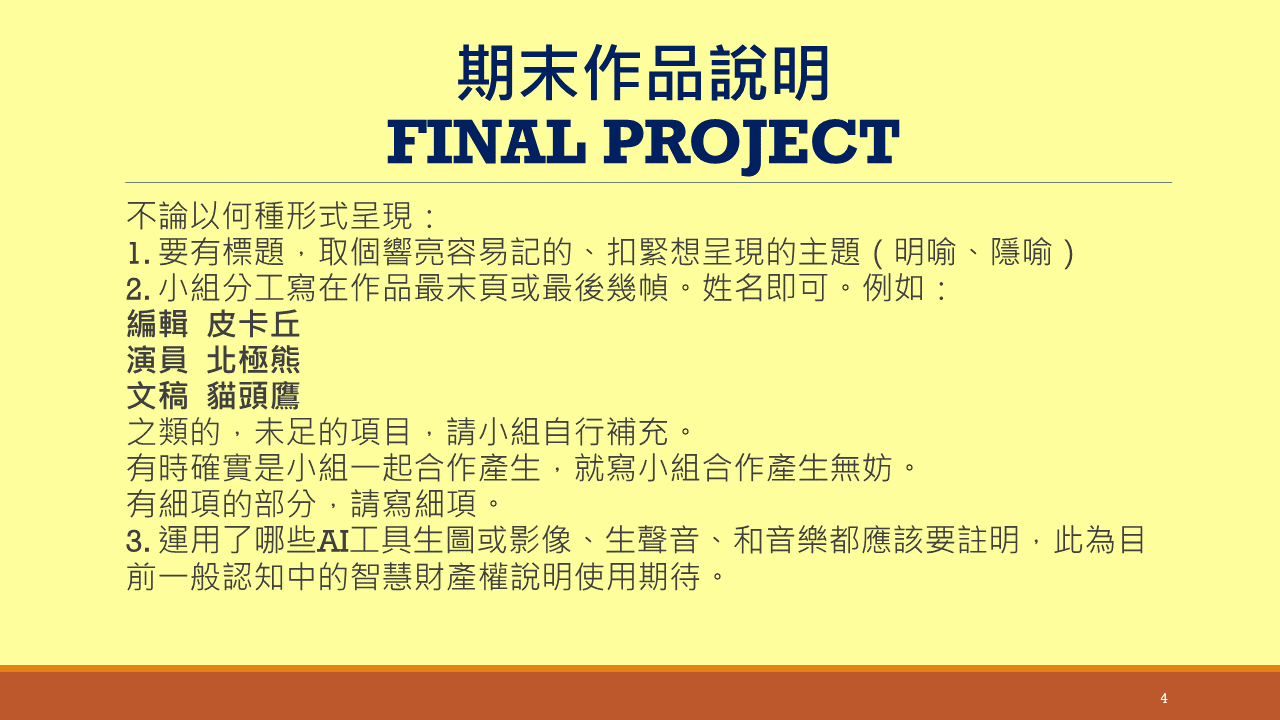 期末作品說明
FINAL PROJECT
不論以何種形式呈現：
1. 要有標題，取個響亮容易記的、扣緊想呈現的主題（明喻、隱喻）
2. 小組分工寫在作品最末頁或最後幾幀。姓名即可。例如：
編輯 皮卡丘
演員 北極熊
文稿 貓頭鷹
之類的，未足的項目，請小組自行補充。
有時確實是小組一起合作產生，就寫小組合作產生無妨。
有細項的部分，請寫細項。
3. 運用了哪些AI工具生圖或影像、生聲音、和音樂都應該要註明，此為目
前一般認知中的智慧財產權說明使用期待。
4